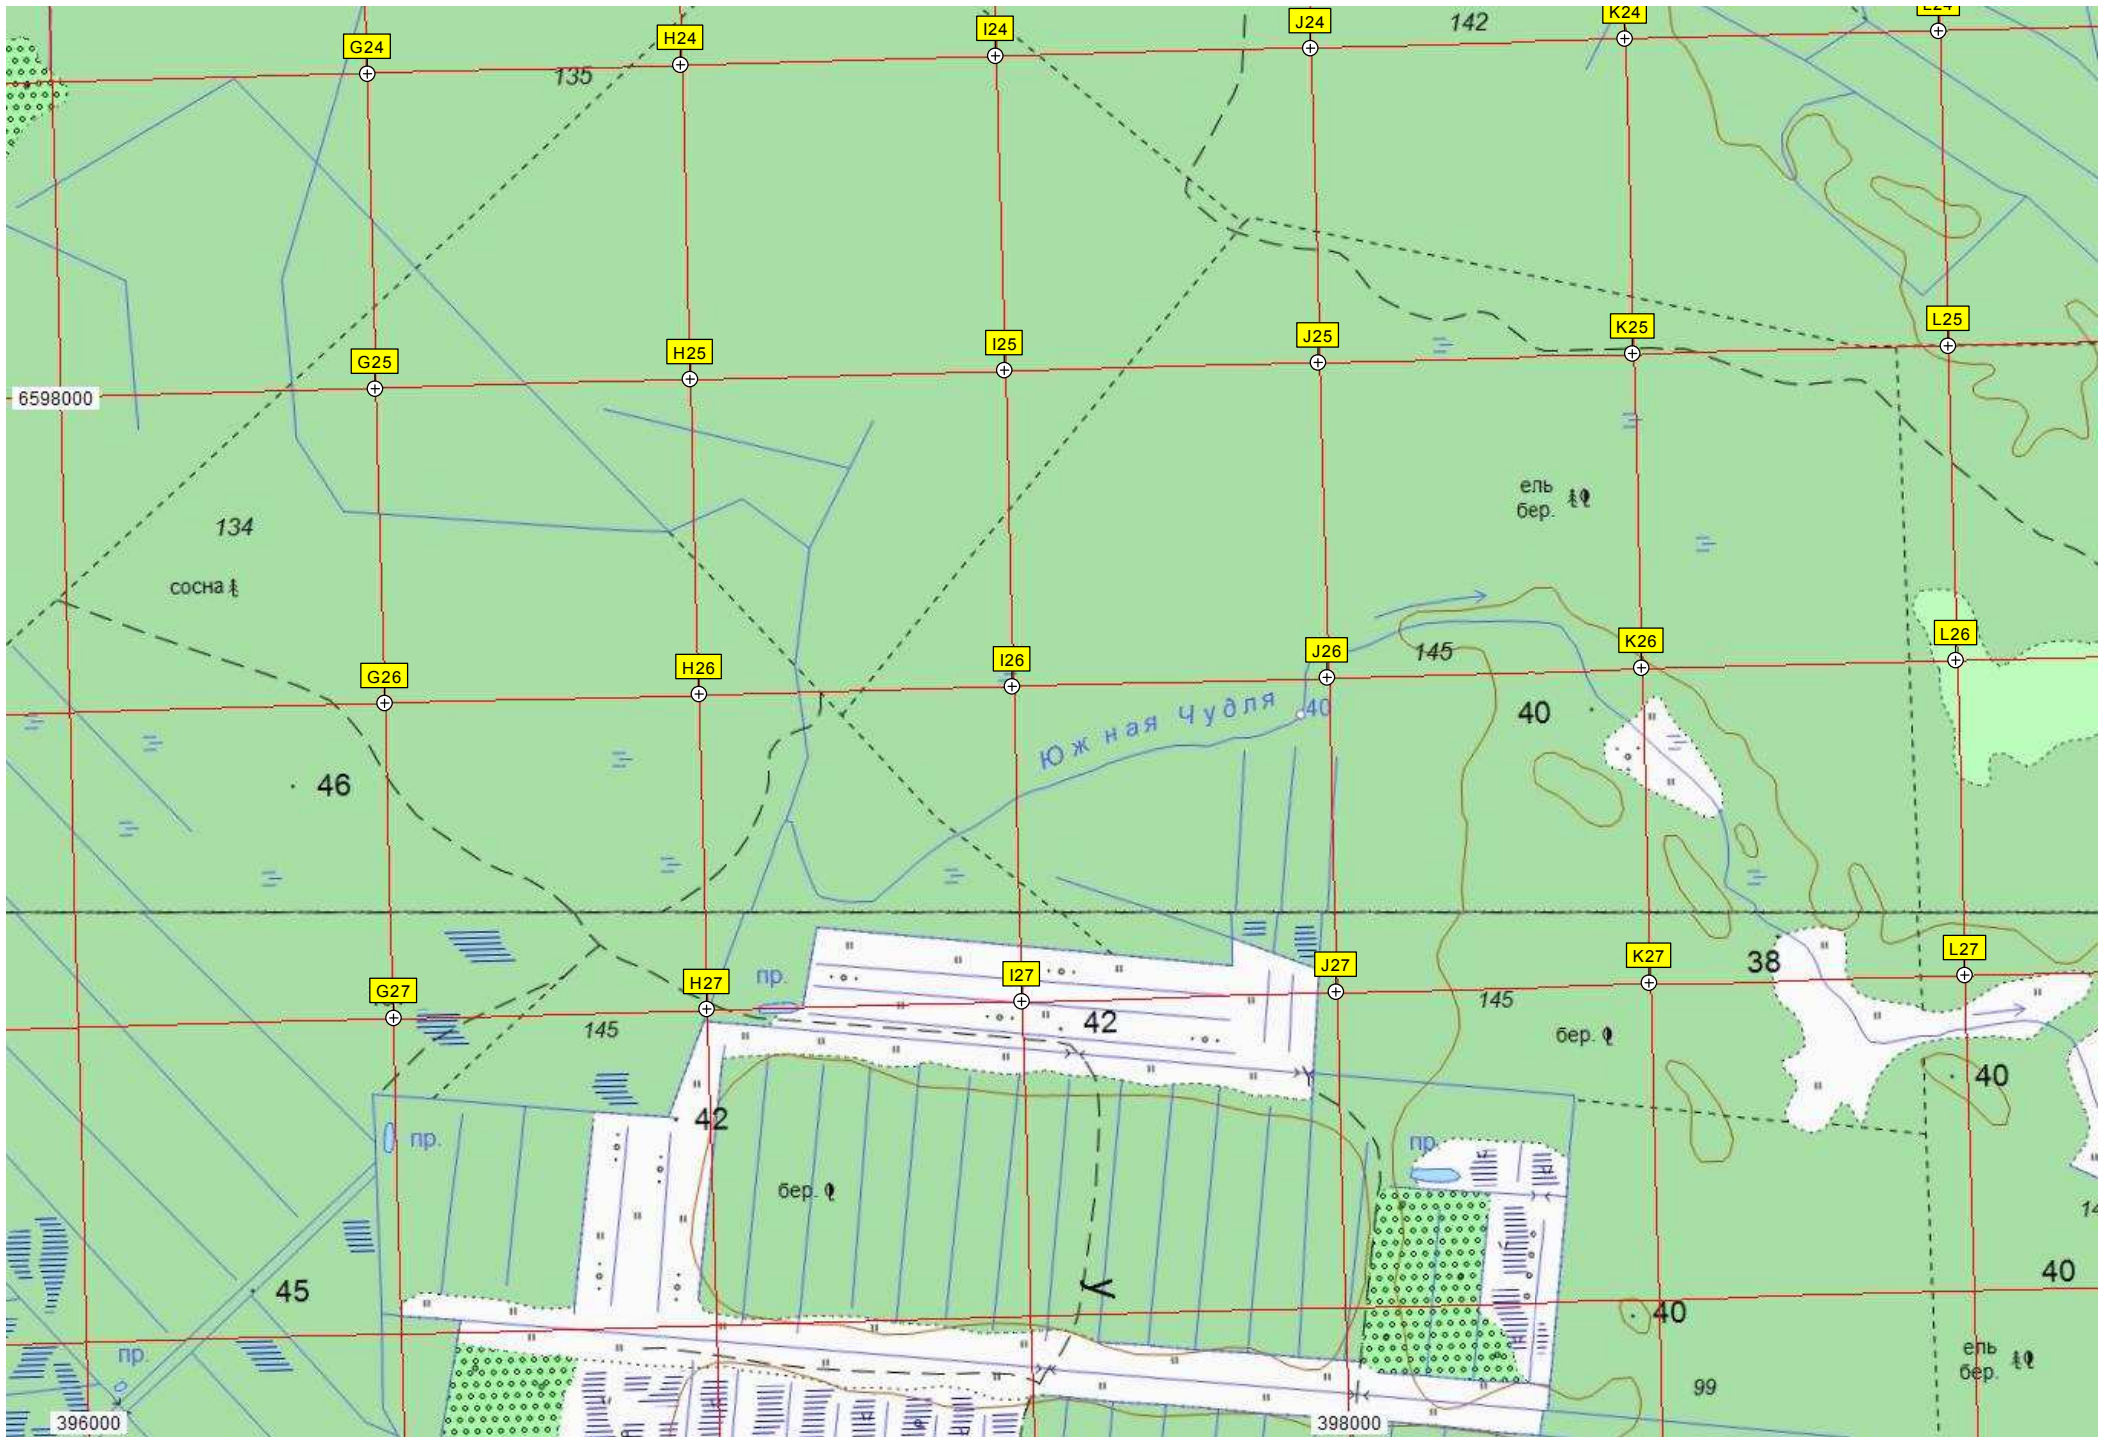 G24
H24
I24
J24
142
K24
L24
135
G25
H25
I25
J25
K25
L25
6598000
ель
бер.
134
сосна
G26
H26
I26
J26
145
K26
L26
Южная Чудля
40
40
46
G27
H27
пр.
I27
42
J27
145
K27
38
L27
145
бер.
40
42
пр.
пр.
бер.
14
45
у
40
40
пр.
ель
бер.
99
396000
398000